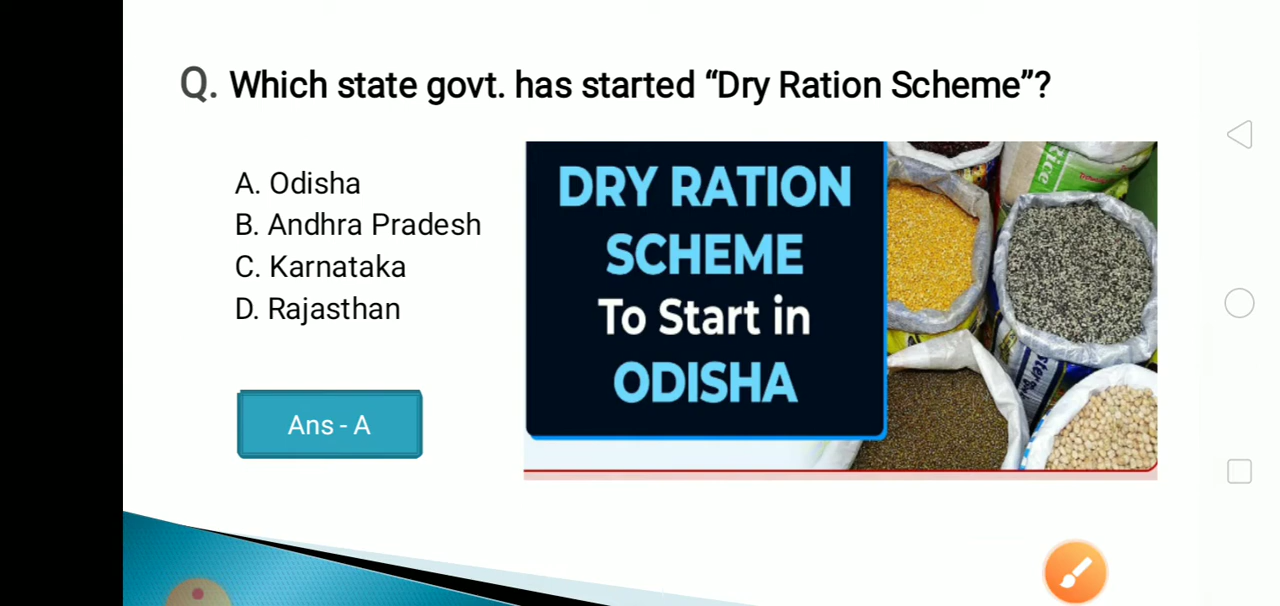 Q. Which state govt. has started “Dry Ration Scheme”?
A. Odisha
B. Andhra Pradesh
C. Karnataka
D. Rajasthan
Ans - A
DRY RATION
SCHEME
To Start in
ODISHA
Rice